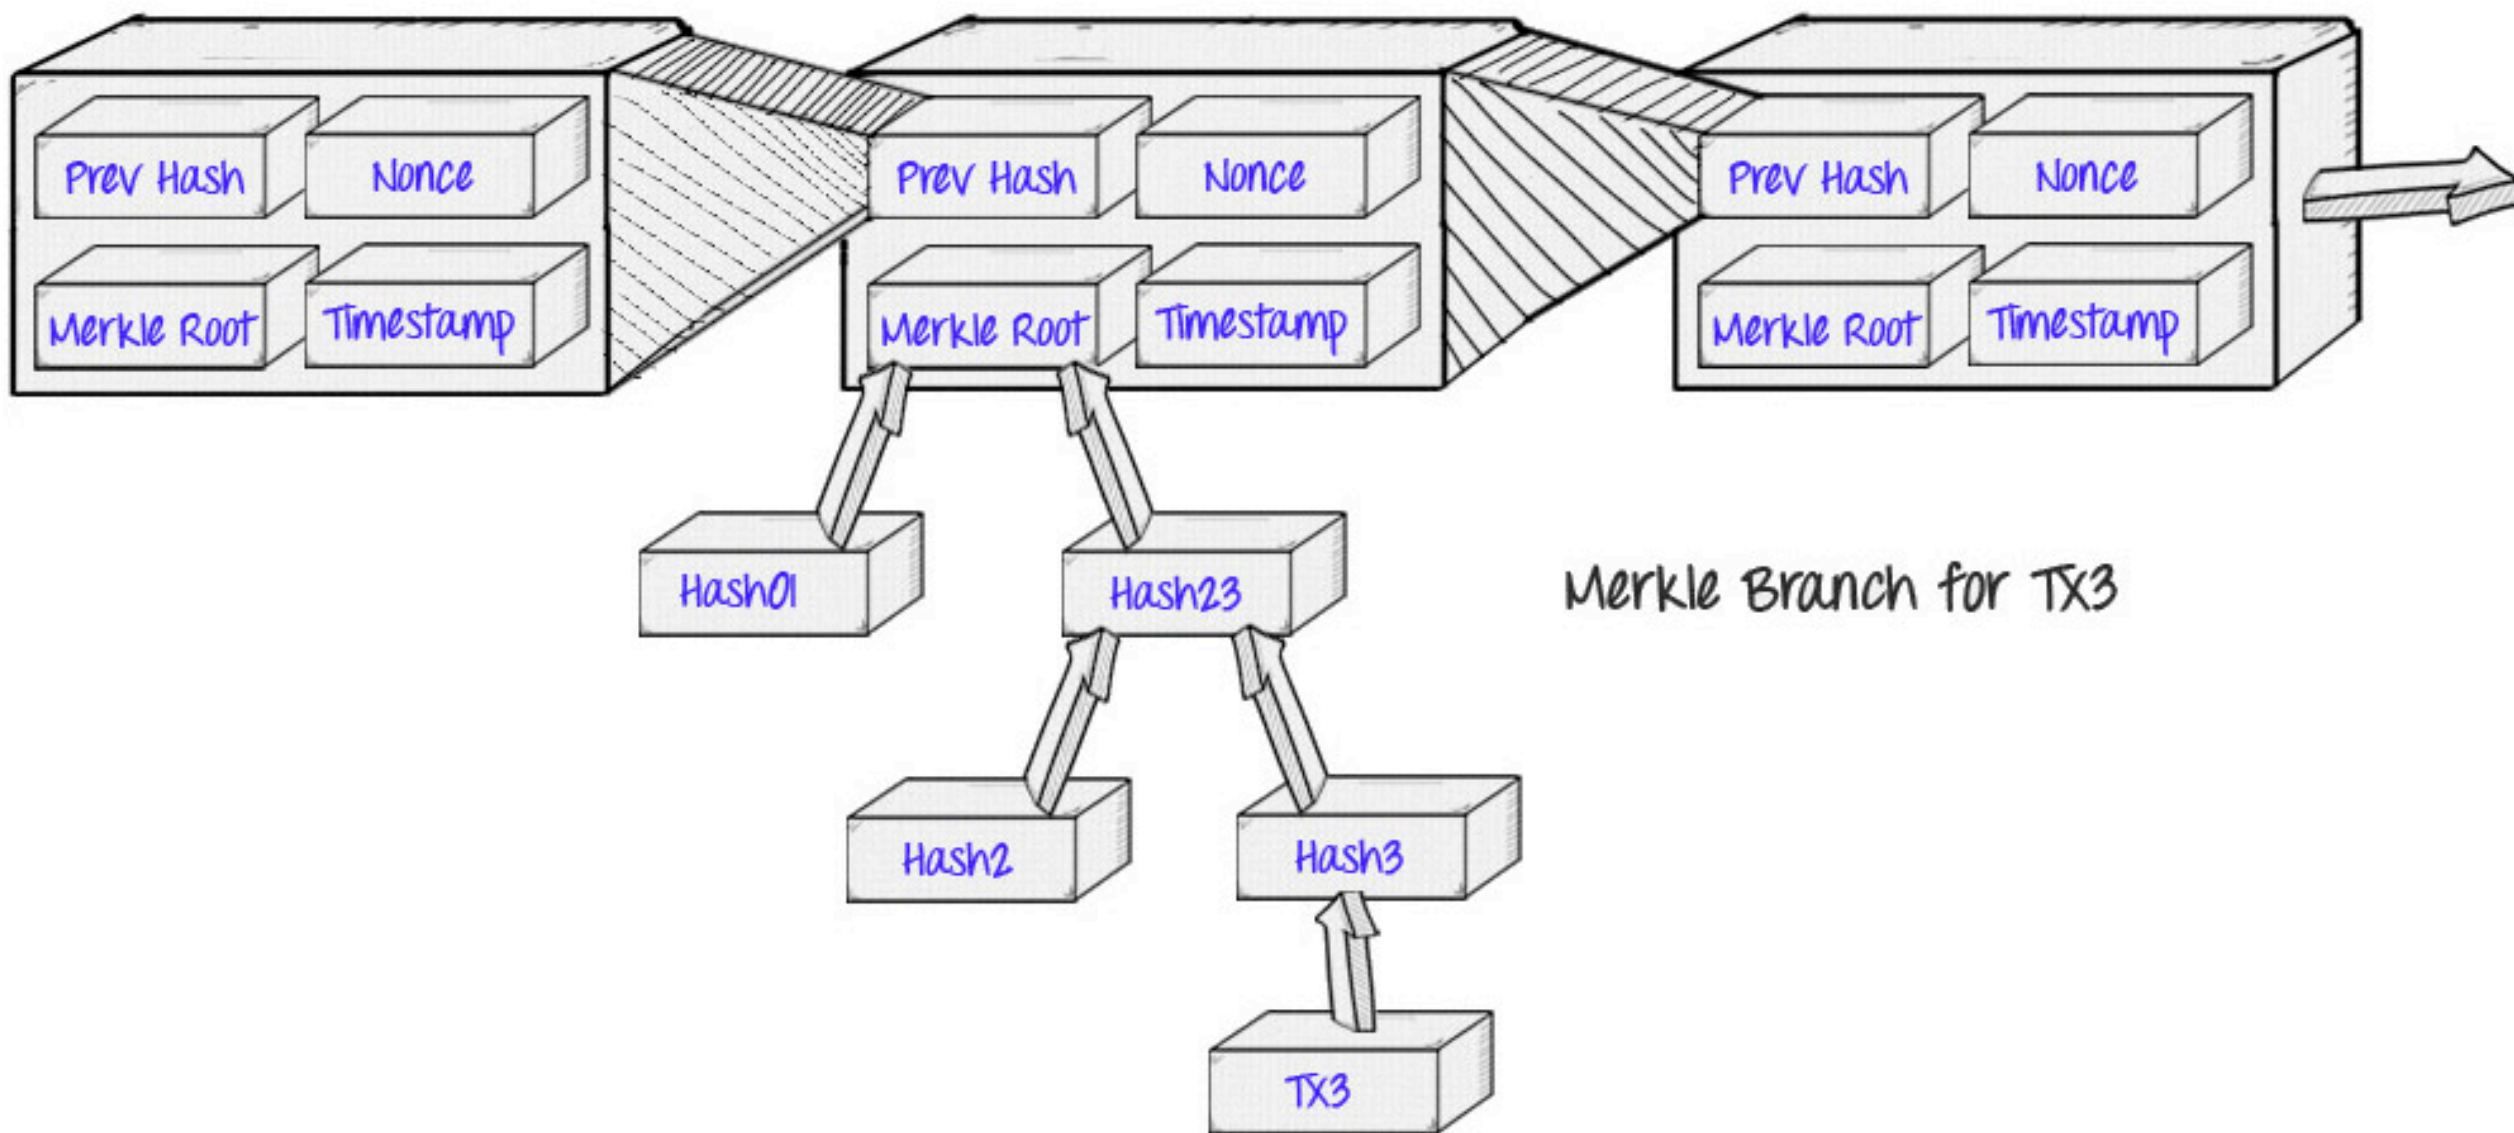 Prev Hash
Nonce
Prev Hash
Nonce
Prev Hash
Nonce
Merkle Root
Timestamp
Merkle Root
Timestamp
Merkle Root
Timestamp
Hash01
Hash23
Merkle Branch for TX3
Hash2
Hash3
TX3